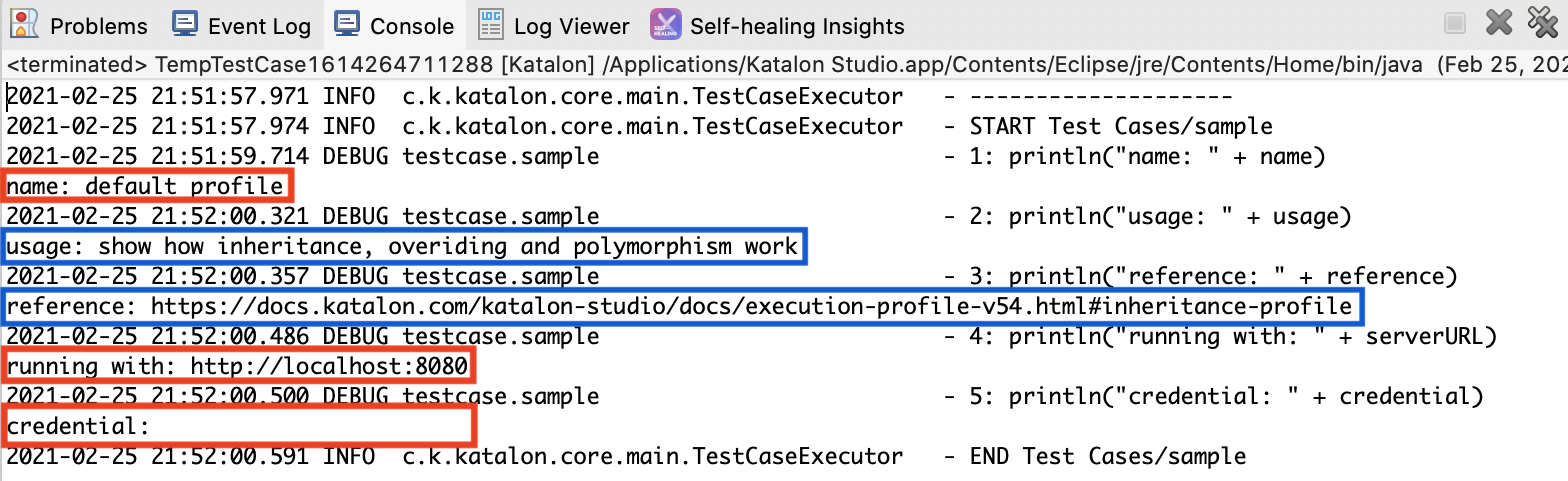 Problems Event Log Console Log Viewer SELF-HEALING Self-healing Insights
<terminated> TempTestCase1614264711288 [Katalon] /Applications/Katalon Studio.app/Contents/Eclipse/jre/Contents/Home/bin/java (Feb 25, 202
2021-02-25 21:51:57.971 INFO c.k.katalon.core.main.TestCaseExecutor - --------------------
2021-02-25 21:51:57.974 INFO c.k.katalon.core.main.TestCaseExecutor - START Test Cases/sample
2021-02-25 21:51:59.714 DEBUG testcase.sample - 1: println("name: " + name)
name: default profile
2021-02-25 21:52:00.321 DEBUG testcase.sample - 2: println("usage: " + usage)
usage: show how inheritance, overiding and polymorphism work
2021-02-25 21:52:00.357 DEBUG testcase.sample - 3: println("reference: " + reference)
reference: https://docs.katalon.com/katalon-studio/docs/execution-profile-v54.html#inheritance-profile
2021-02-25 21:52:00.486 DEBUG testcase.sample - 4: println("running with: " + serverURL)
running with: http://localhost:8080
2021-02-25 21:52:00.500 DEBUG testcase.sample - 5: println("credential: " + credential)
credential:
2021-02-25 21:52:00.591 INFO c.k.katalon.core.main.TestCaseExecutor - END Test Cases/sample